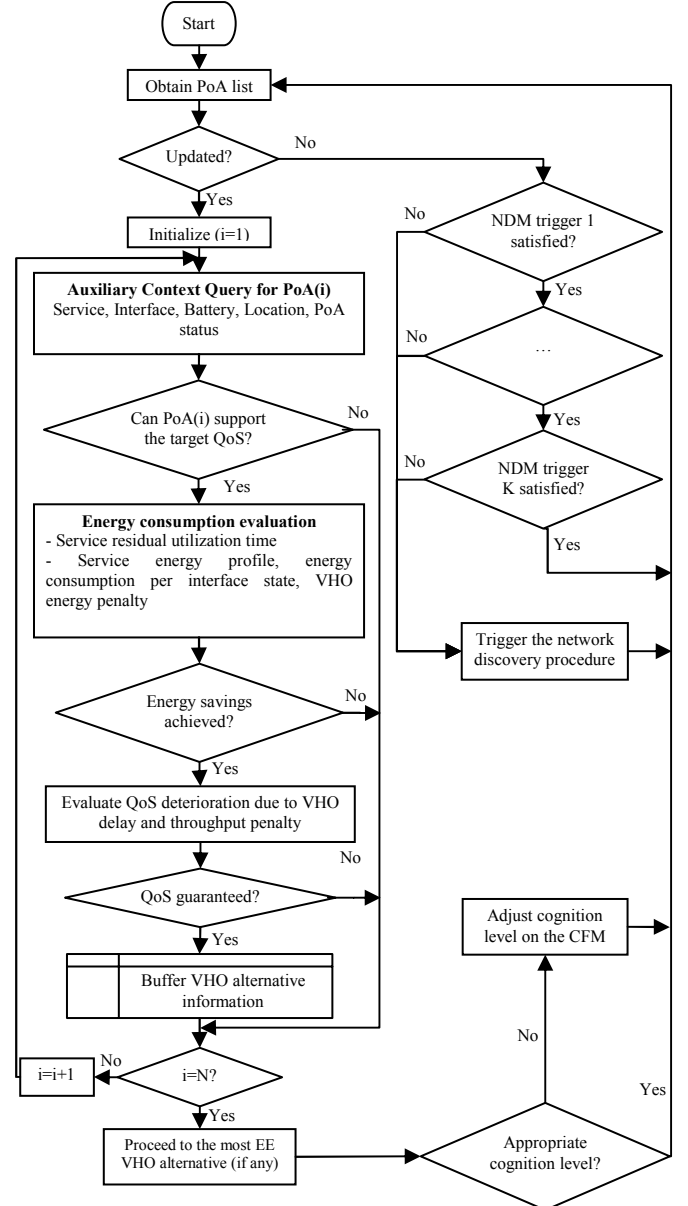 Start
Obtain PoA list
Updated?
No
Yes
Initialize (i=1)
Auxiliary Context Query for PoA(i)
Service, Interface, Battery, Location, PoA
status
Can PoA(i) support
the target QoS?
No
Yes
Energy consumption evaluation
- Service residual utilization time
- Service energy profile, energy
consumption per interface state, VHO
energy penalty
Energy savings
achieved?
No
Yes
Evaluate QoS deterioration due to VHO
delay and throughput penalty
No
QoS guaranteed?
Yes
Buffer VHO alternative
information
i=N?
No
i=i+1
Yes
Proceed to the most EE
VHO alternative (if any)
No
NDM trigger 1
satisfied?
Yes
No
…
Yes
No
NDM trigger
K satisfied?
Yes
Trigger the network
discovery procedure
Adjust cognition
level on the CFM
No
Yes
Appropriate
cognition level?